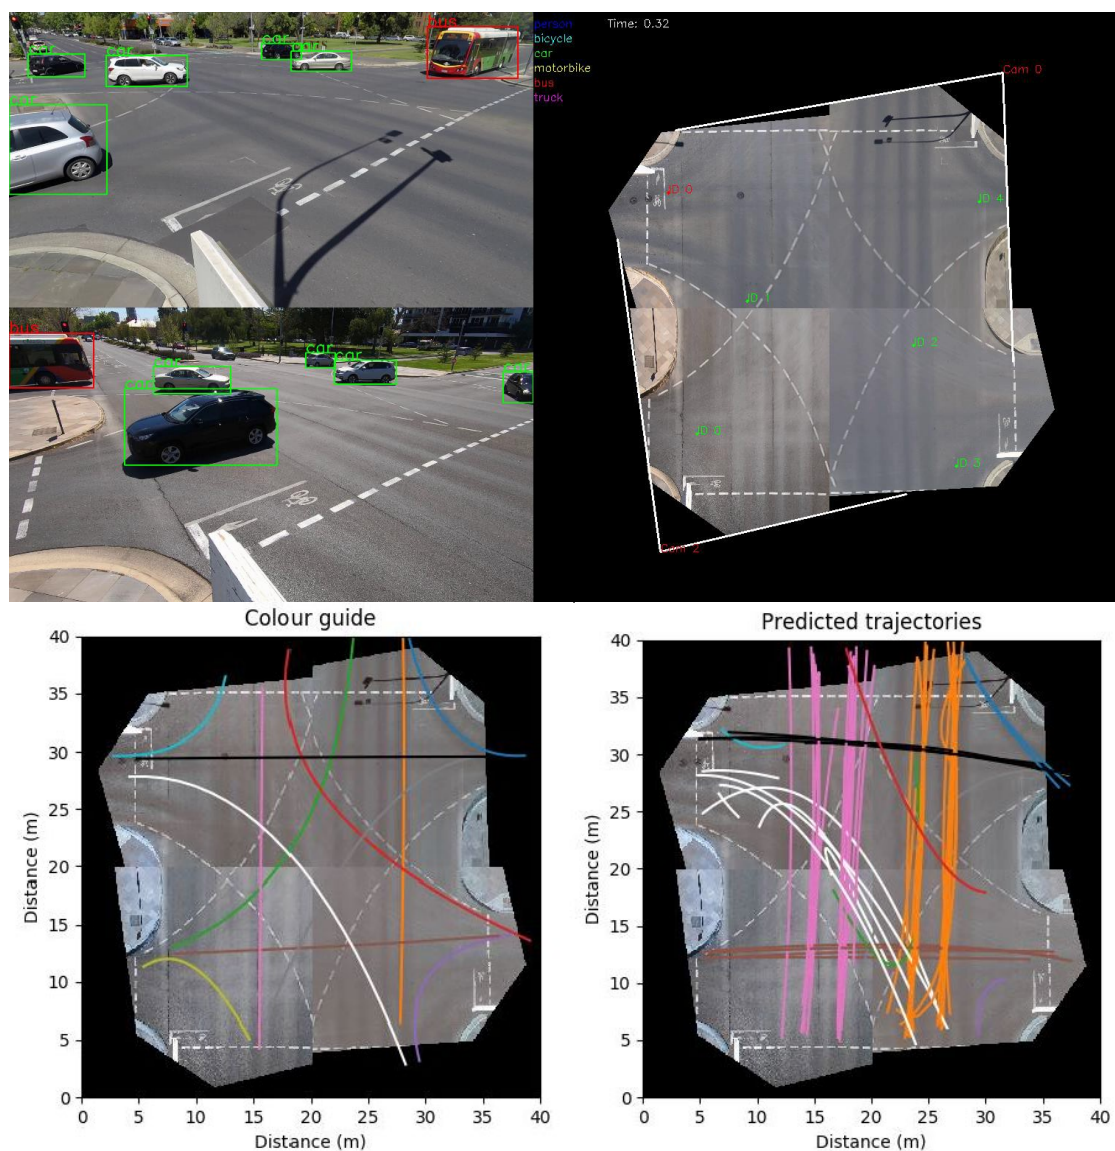 bus
car
car
car
car
car
person
bicycle
car
motorbike
bus
truck
Time: 0.32
Cam 0
ID 0
ID 4
ID 1
ID 2
ID 0
ID 3
Cam 2
bus
car
car
car
car
car
Colour guide
Predicted trajectories
40
35
30
25
20
15
10
5
0
Distance (m)
0 5 10 15 20 25 30 35 40
Distance (m)
40
35
30
25
20
15
10
5
0
Distance (m)
0 5 10 15 20 25 30 35 40
Distance (m)